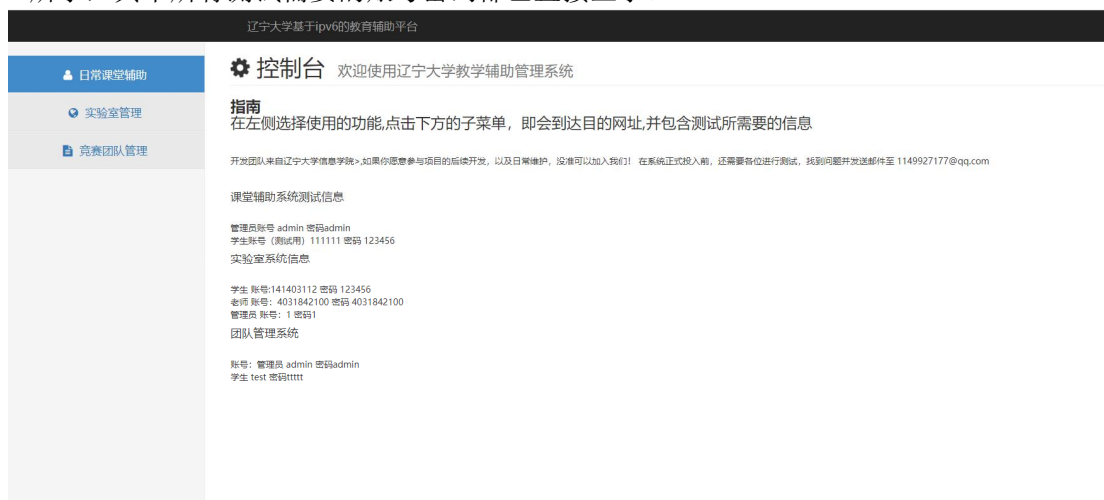 辽宁大学基于ipv6的教育辅助平台
日常课堂辅助
实验室管理
竞赛团队管理
控制台 欢迎使用辽宁大学教学辅助管理系统
指南
在左侧选择使用的功能,点击下方的子菜单，即会到达目的网址,并包含测试所需要的信息
开发团队来自辽宁大学信息学院>,如果你愿意参与项目的后续开发，以及日常维护，没准可以加入我们！ 在系统正式投入前，还需要各位进行测试，找到问题并发送邮件至 1149927177@qq.com
课堂辅助系统测试信息
管理员账号 admin 密码admin
学生账号（测试用）111111 密码 123456
实验室系统信息
学生 账号:141403112 密码 123456
老师 账号：4031842100 密码 4031842100
管理员 账号：1 密码1
团队管理系统
账号：管理员 admin 密码admin
学生 test 密码ttttt